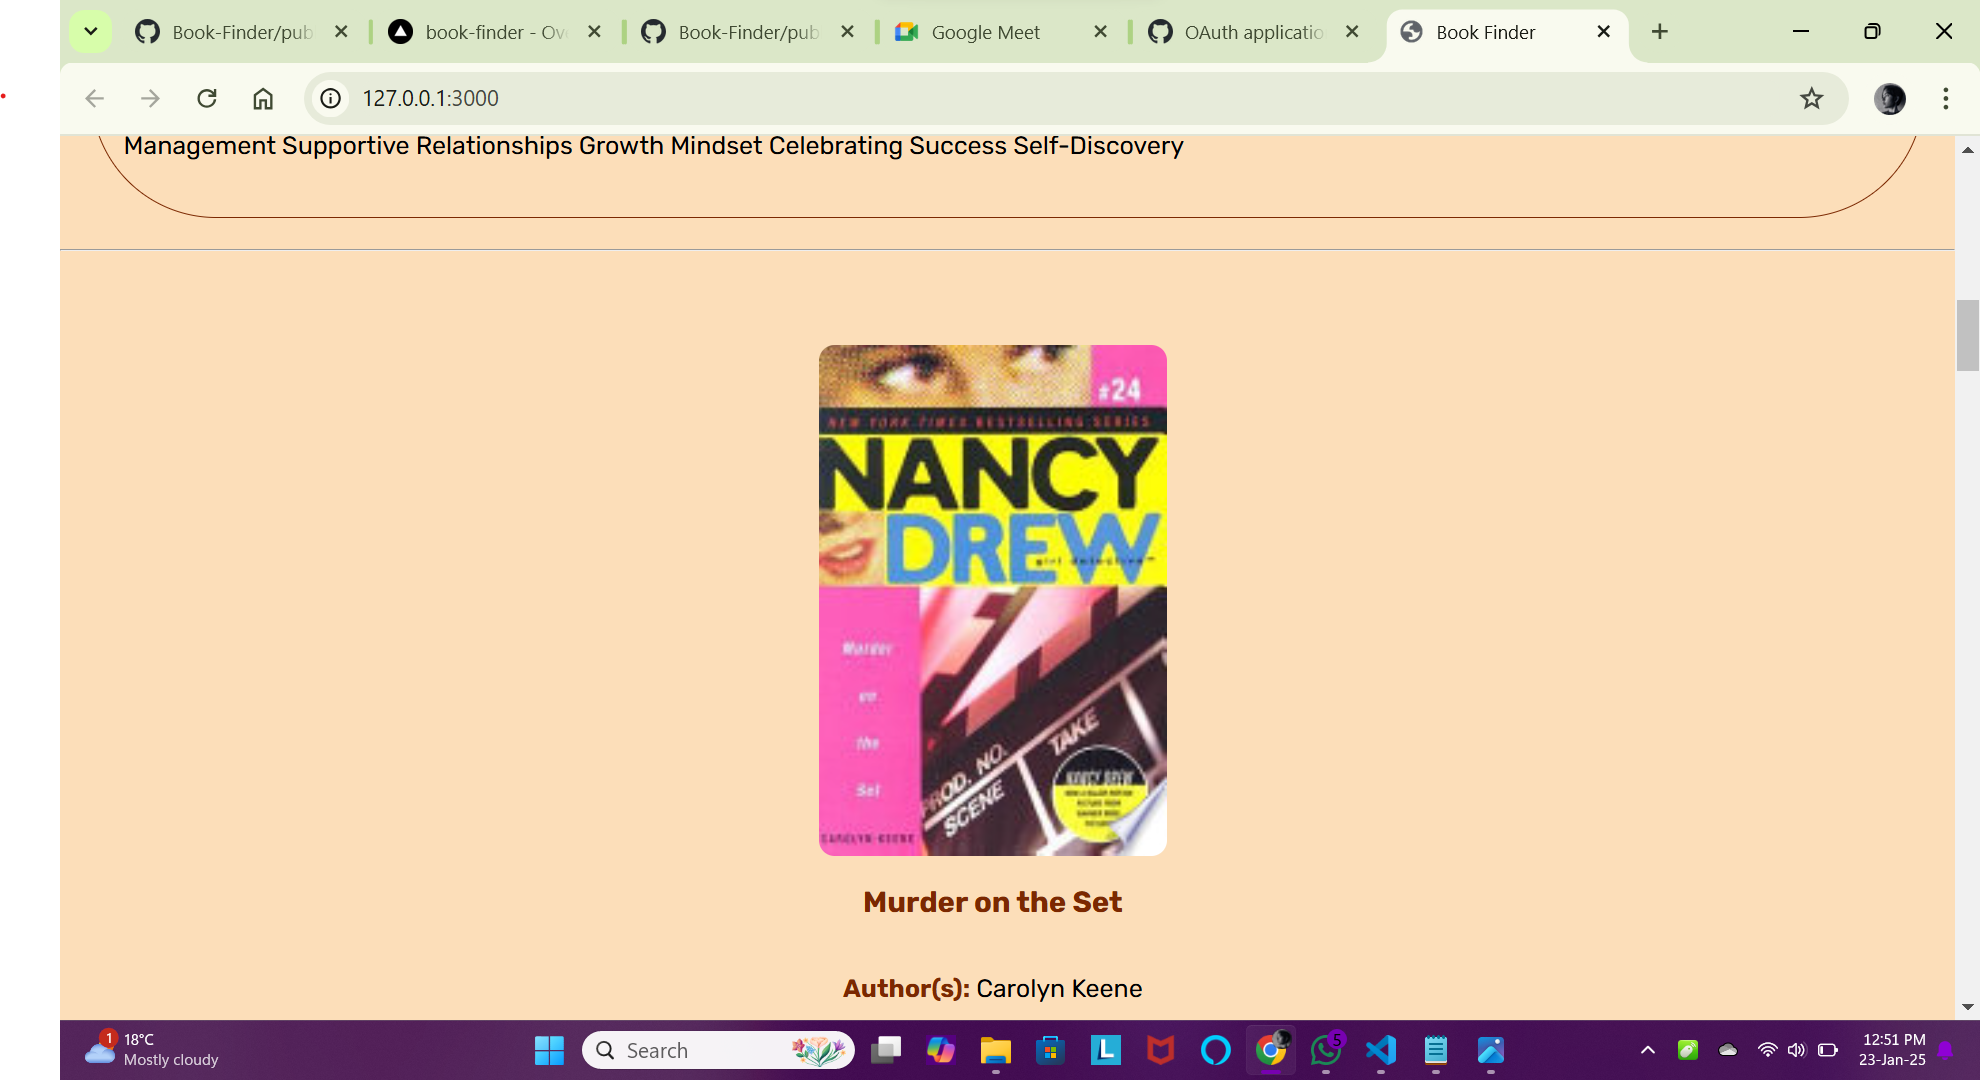 Book-Finder/pub
book-finder - Ov
Book-Finder/pub
Google Meet
OAuth applicatio
Book Finder
127.0.0.1:3000
Management Supportive Relationships Growth Mindset Celebrating Success Self-Discovery
#24
NEW YORK TIMES BESTSELLING SERIES
NANCY
DREW
girl detective™
Murder
on
the
Set
PROD. NO.
TAKE
SCENE
NANCY DREW
CAROLYN KEENE
Murder on the Set
Author(s): Carolyn Keene
1
18°C
Mostly cloudy
Search
L
5
12:51 PM
23-Jan-25